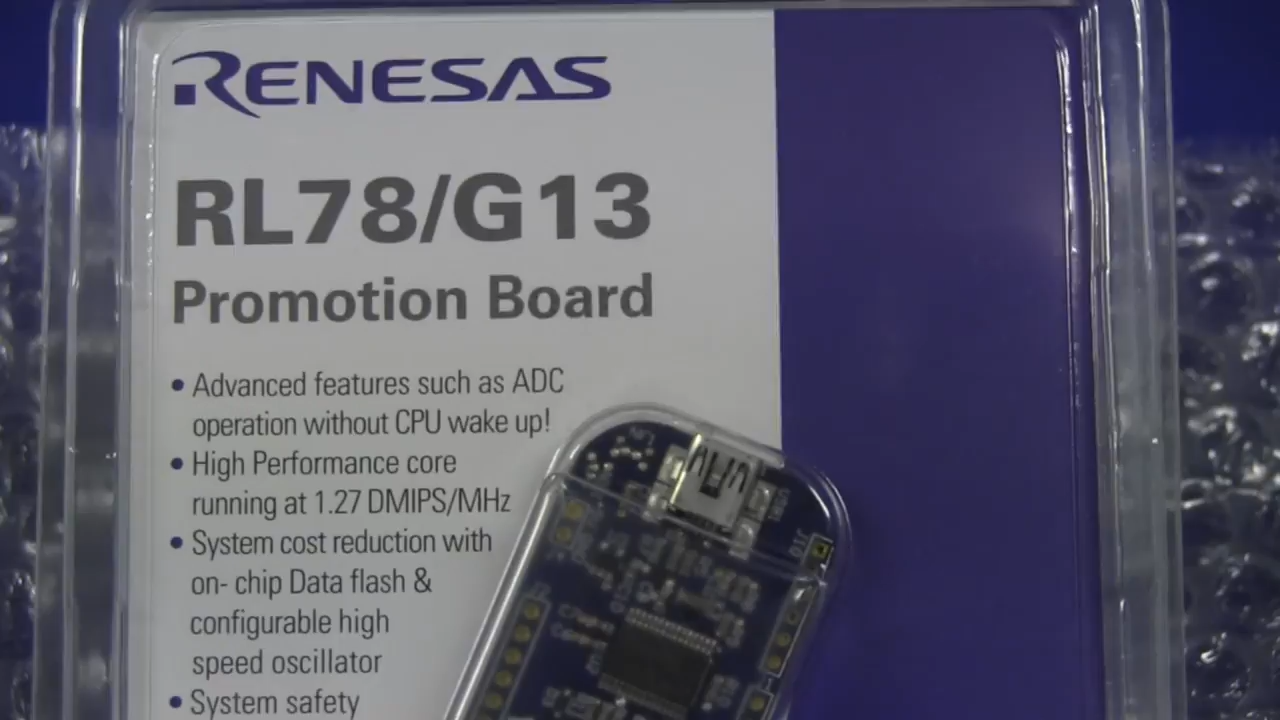 RENESAS
RL78/G13
Promotion Board
• Advanced features such as ADC
operation without CPU wake up!
• High Performance core
running at 1.27 DMIPS/MHz
• System cost reduction with
on- chip Data flash &
configurable high
speed oscillator
• System safety